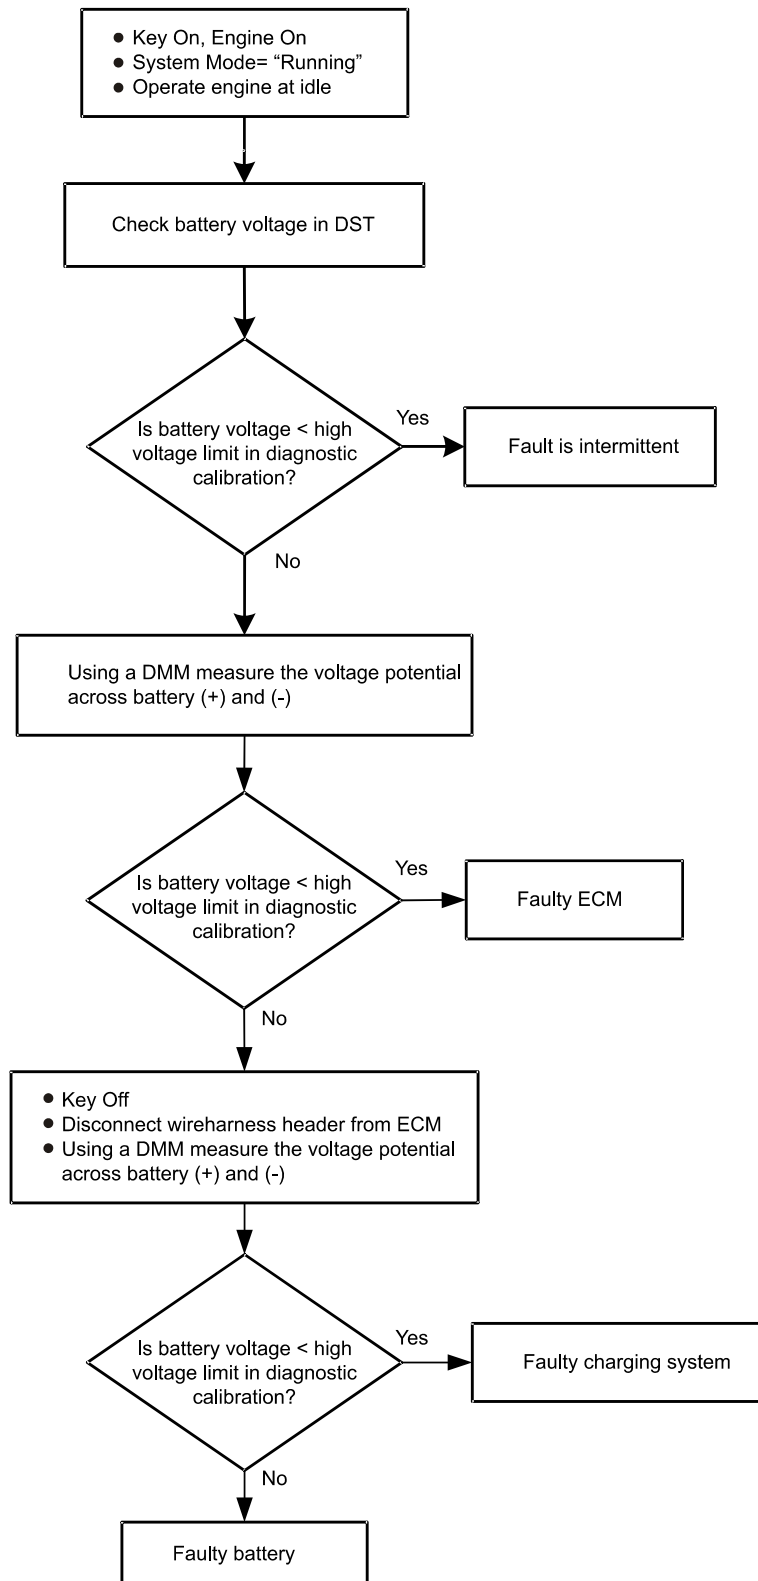 ● Key On, Engine On
● System Mode= “Running”
● Operate engine at idle
Check battery voltage in DST
Is battery voltage < high
voltage limit in diagnostic
calibration?
Yes
Fault is intermittent
No
Using a DMM measure the voltage potential
across battery (+) and (-)
Is battery voltage < high
voltage limit in diagnostic
calibration?
Yes
Faulty ECM
No
● Key Off
● Disconnect wireharness header from ECM
● Using a DMM measure the voltage potential
across battery (+) and (-)
Is battery voltage < high
voltage limit in diagnostic
calibration?
Yes
Faulty charging system
No
Faulty battery